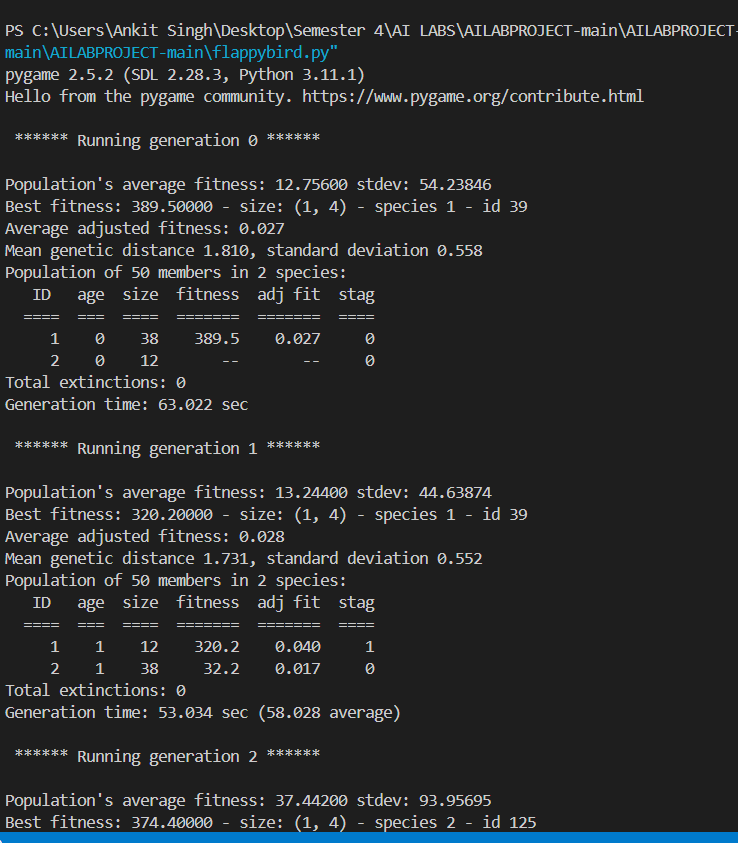 PS C:\Users\Ankit Singh\Desktop\Semester 4\AI LABS\AILABPROJECT-main\AILABPROJECT-
main\AILABPROJECT-main\flappybird.py"
pygame 2.5.2 (SDL 2.28.3, Python 3.11.1)
Hello from the pygame community. https://www.pygame.org/contribute.html
****** Running generation 0 ******
Population's average fitness: 12.75600 stdev: 54.23846
Best fitness: 389.50000 - size: (1, 4) - species 1 - id 39
Average adjusted fitness: 0.027
Mean genetic distance 1.810, standard deviation 0.558
Population of 50 members in 2 species:
   ID   age  size  fitness  adj fit  stag
  ====  ===  ====  =======  =======  ====
     1    0    38    389.5    0.027     0
     2    0    12       --       --     0
Total extinctions: 0
Generation time: 63.022 sec
****** Running generation 1 ******
Population's average fitness: 13.24400 stdev: 44.63874
Best fitness: 320.20000 - size: (1, 4) - species 1 - id 39
Average adjusted fitness: 0.028
Mean genetic distance 1.731, standard deviation 0.552
Population of 50 members in 2 species:
   ID   age  size  fitness  adj fit  stag
  ====  ===  ====  =======  =======  ====
     1    1    12    320.2    0.040     1
     2    1    38     32.2    0.017     0
Total extinctions: 0
Generation time: 53.034 sec (58.028 average)
****** Running generation 2 ******
Population's average fitness: 37.44200 stdev: 93.95695
Best fitness: 374.40000 - size: (1, 4) - species 2 - id 125